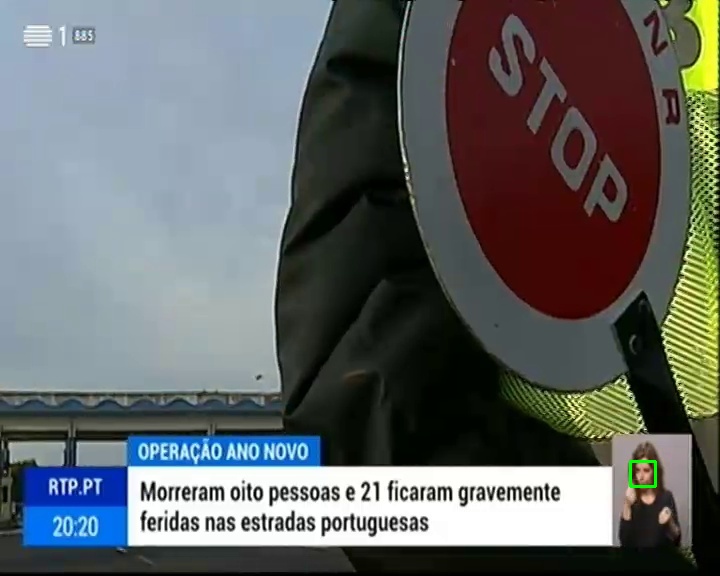 1 885
STOP
NR
OPERAÇÃO ANO NOVO
RTP.PT
Morreram oito pessoas e 21 ficaram gravemente
20:20
feridas nas estradas portuguesas